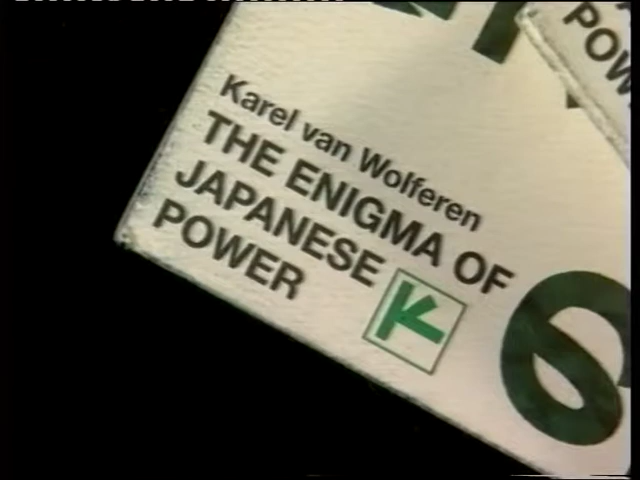 Karel van Wolferen
THE ENIGMA OF
JAPANESE
POWER
POW